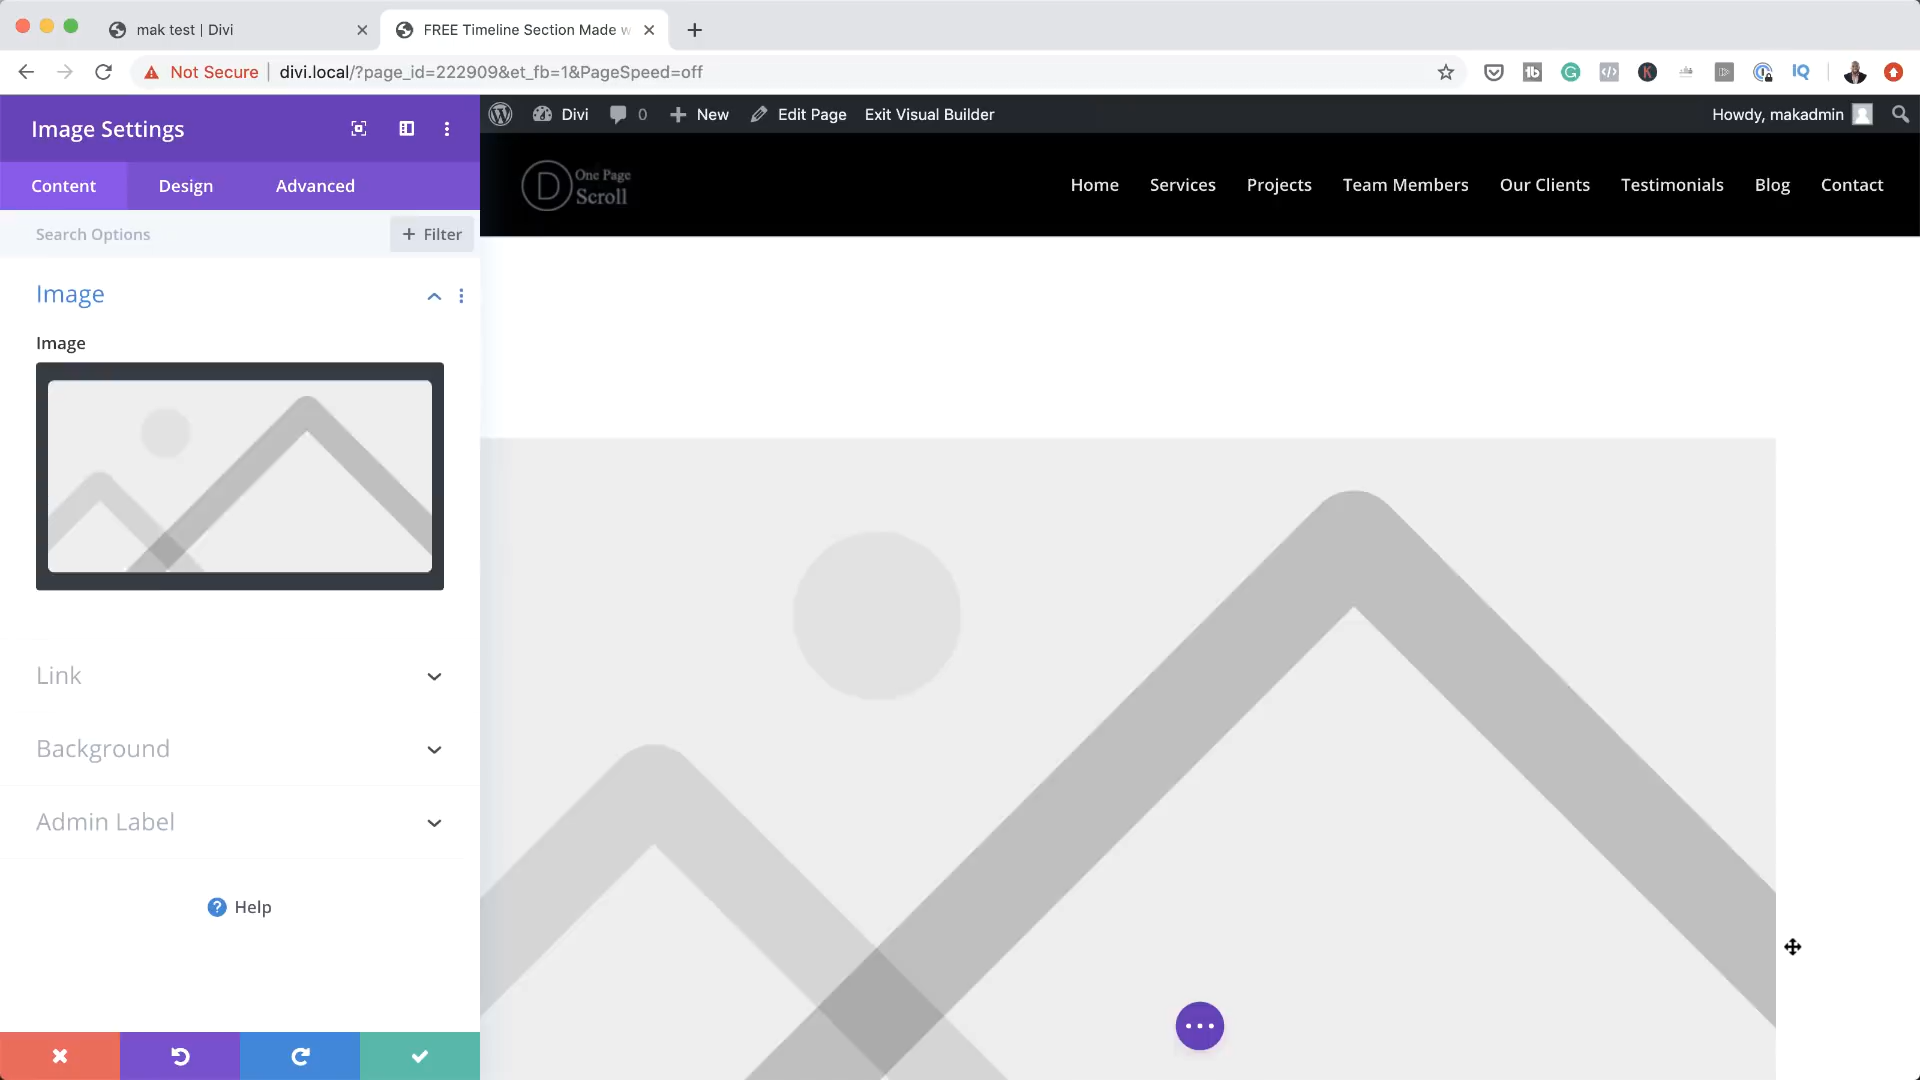 mak test | Divi
FREE Timeline Section Made w
Not Secure | divi.local/?page_id=222909&et_fb=1&PageSpeed=off
Image Settings
Divi 0 New Edit Page Exit Visual Builder
Howdy, makadmin
Content Design Advanced
One Page
Scroll
Home Services Projects Team Members Our Clients Testimonials Blog Contact
Search Options
+ Filter
Image
Image
Link
Background
Admin Label
? Help